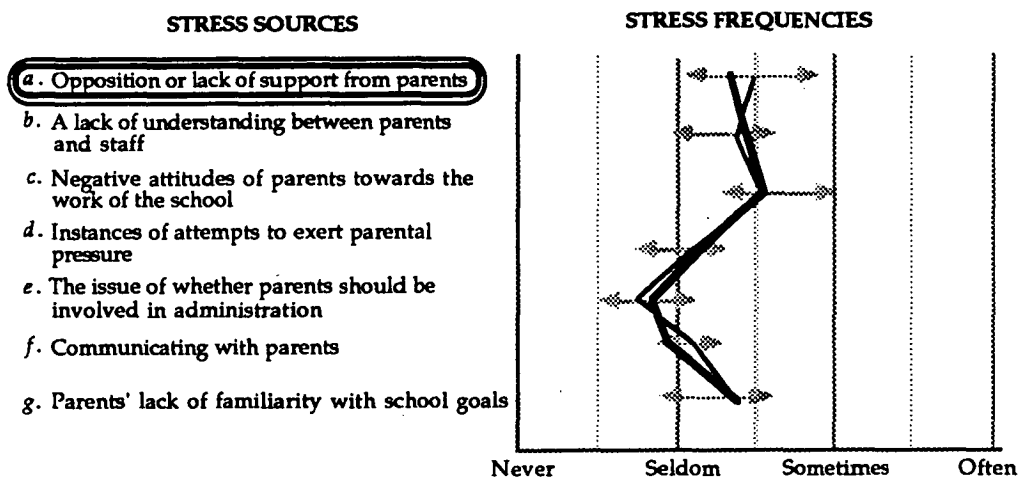 STRESS SOURCES
STRESS FREQUENCIES
a. Opposition or lack of support from parents
b. A lack of understanding between parents
and staff
c. Negative attitudes of parents towards the
work of the school
d. Instances of attempts to exert parental
pressure
e. The issue of whether parents should be
involved in administration
f. Communicating with parents
g. Parents' lack of familiarity with school goals
Never Seldom Sometimes Often